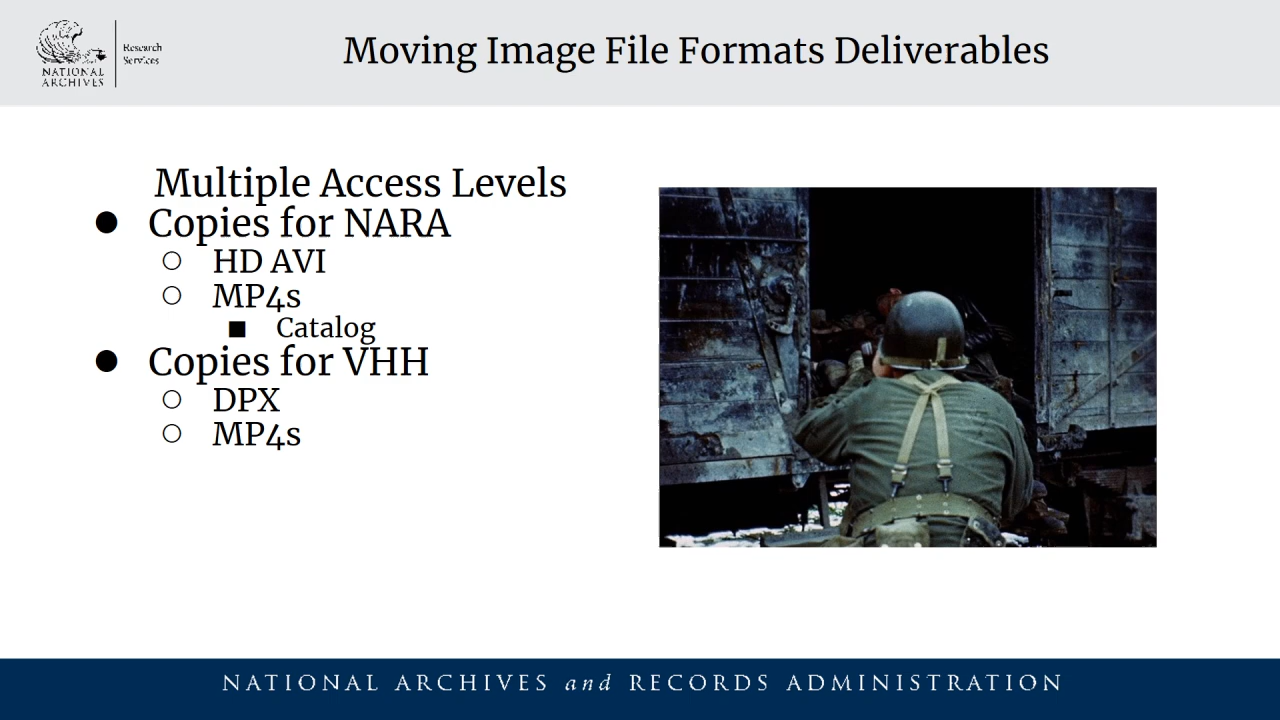 NATIONAL
ARCHIVES
Research
Services
Moving Image File Formats Deliverables
Multiple Access Levels
● Copies for NARA
○ HD AVI
○ MP4s
■ Catalog
● Copies for VHH
○ DPX
○ MP4s
NATIONAL ARCHIVES and RECORDS ADMINISTRATION